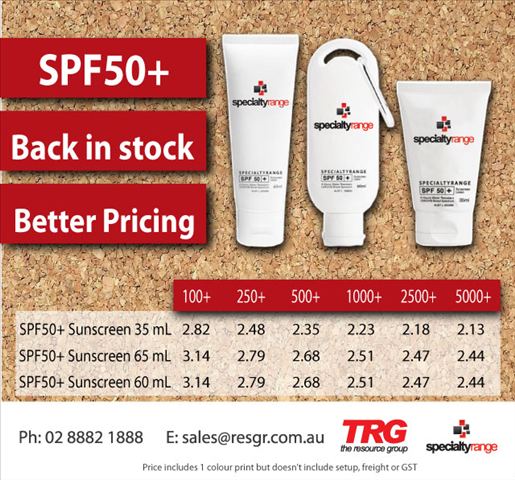 SPF50+
Back in stock
Better Pricing
specialtyrange
SPECIALTYRANGE
SPF 50+
specialtyrange
SPECIALTYRANGE
SPF 50+
specialtyrange
SPECIALTYRANGE
SPF 50+
35ml
100+ 250+ 500+ 1000+ 2500+ 5000+
SPF50+ Sunscreen 35 mL 2.82 2.48 2.35 2.23 2.18 2.13
SPF50+ Sunscreen 65 mL 3.14 2.79 2.68 2.51 2.47 2.44
SPF50+ Sunscreen 60 mL 3.14 2.79 2.68 2.51 2.47 2.44
Ph: 02 8882 1888 E: sales@resgr.com.au
TRG
the resource group
specialtyrange
Price includes 1 colour print but doesn't include setup, freight or GST